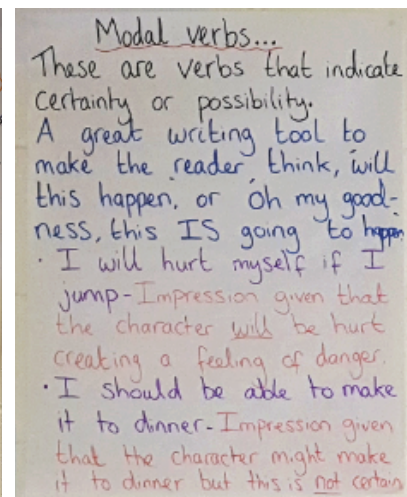 Modal verbs...
These are verbs that indicate
certainty or possibility.
A great writing tool to
make the reader think, will
this happen, or oh my good-
ness, this IS going to happen
· I will hurt myself if I
jump - Impression given that
the character will be hurt
creating a feeling of danger.
· I should be able to make
it to dinner - Impression given
that the character might make
it to dinner but this is not certain